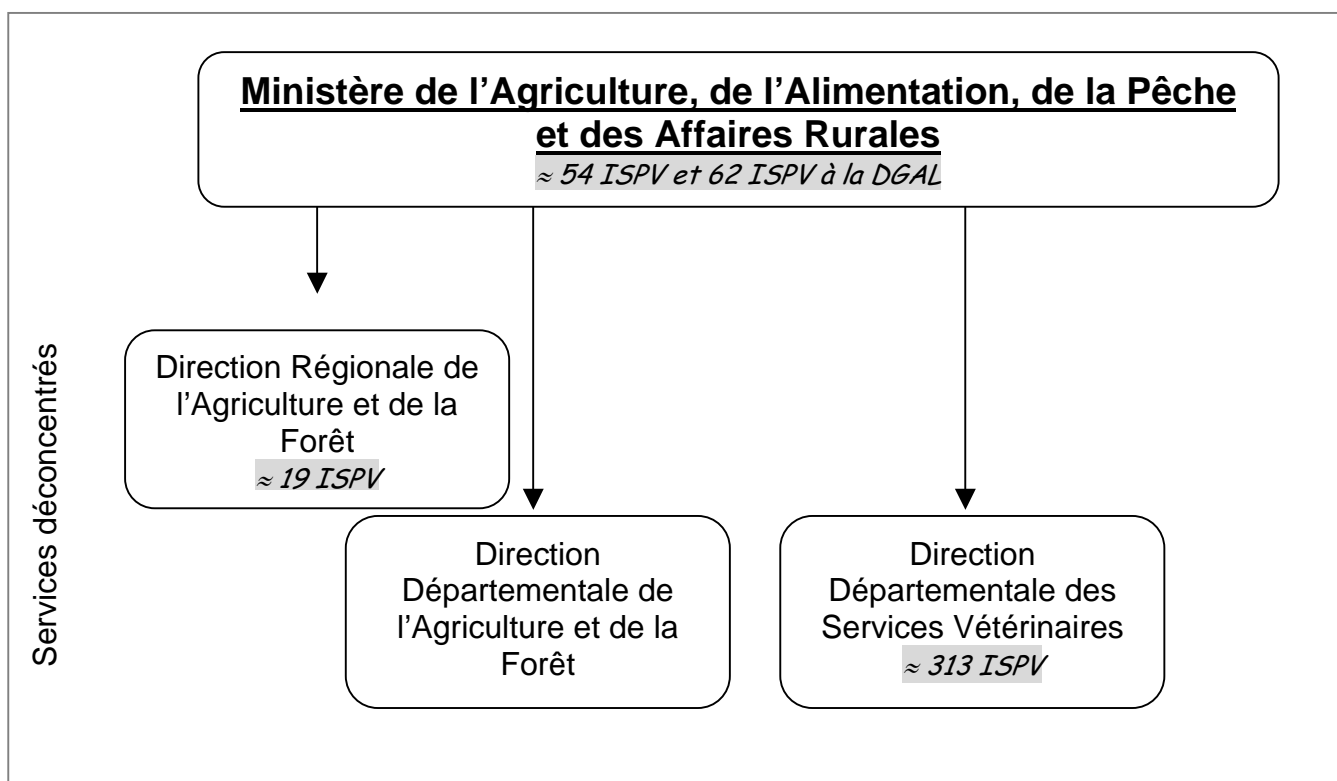 Ministère de l’Agriculture, de l’Alimentation, de la Pêche
et des Affaires Rurales
≈ 54 ISPV et 62 ISPV à la DGAL
Services déconcentrés
Direction Régionale de
l’Agriculture et de la
Forêt
≈ 19 ISPV
Direction
Départementale de
l’Agriculture et de la
Forêt
Direction
Départementale des
Services Vétérinaires
≈ 313 ISPV